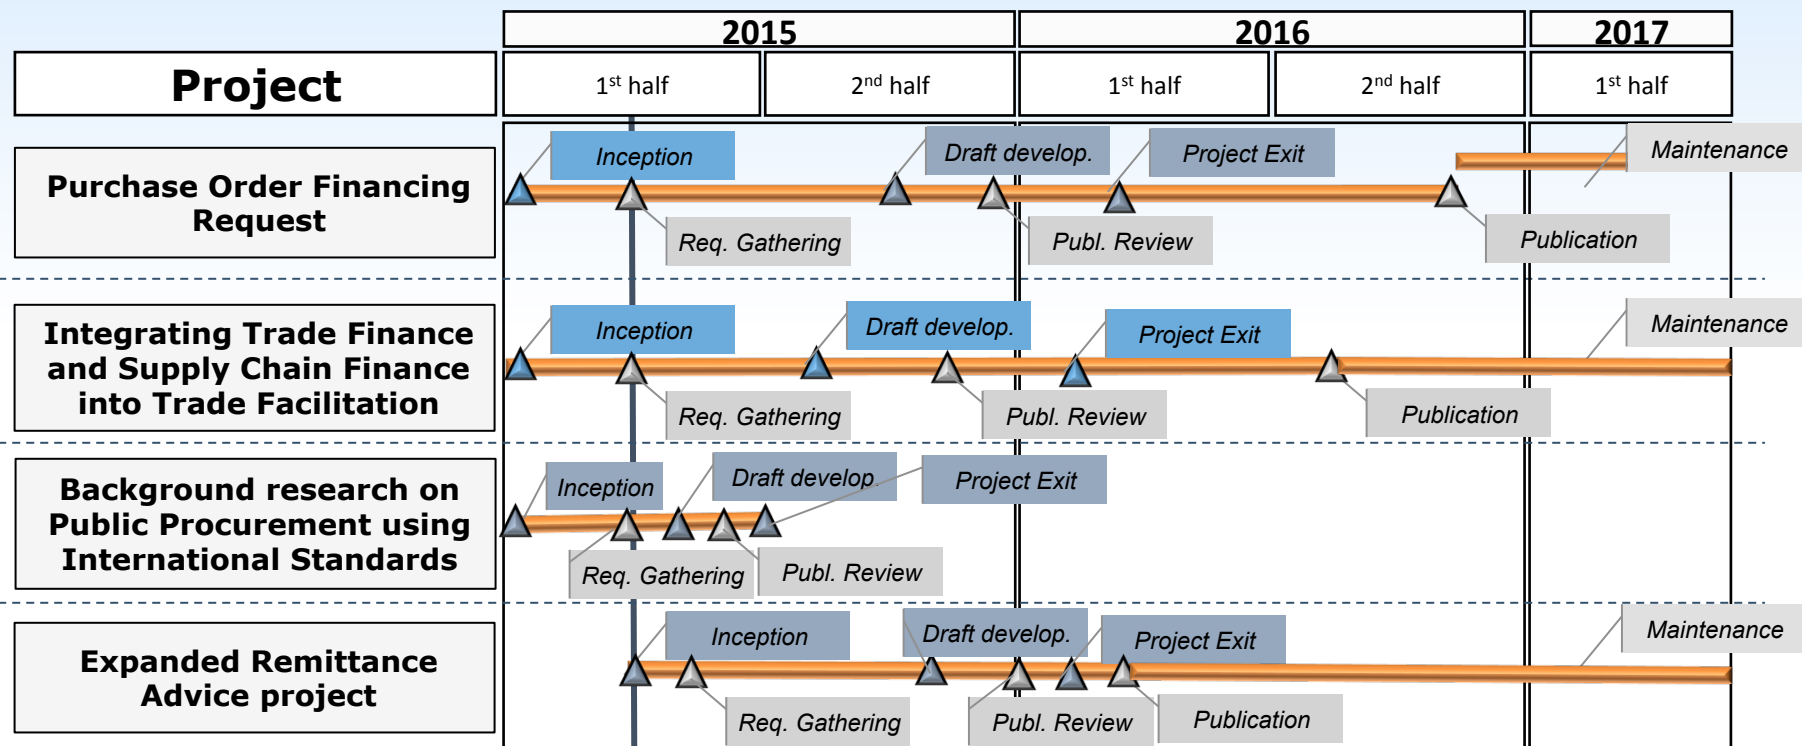 2015
2016
2017
Project
1st half
2nd half
1st half
2nd half
1st half
Purchase Order Financing
Request
Inception
Draft develop.
Project Exit
Maintenance
Req. Gathering
Publ. Review
Publication
Integrating Trade Finance
and Supply Chain Finance
into Trade Facilitation
Inception
Draft develop.
Project Exit
Maintenance
Req. Gathering
Publ. Review
Publication
Background research on
Public Procurement using
International Standards
Inception
Draft develop.
Project Exit
Req. Gathering
Publ. Review
Expanded Remittance
Advice project
Inception
Draft develop.
Project Exit
Maintenance
Req. Gathering
Publ. Review
Publication